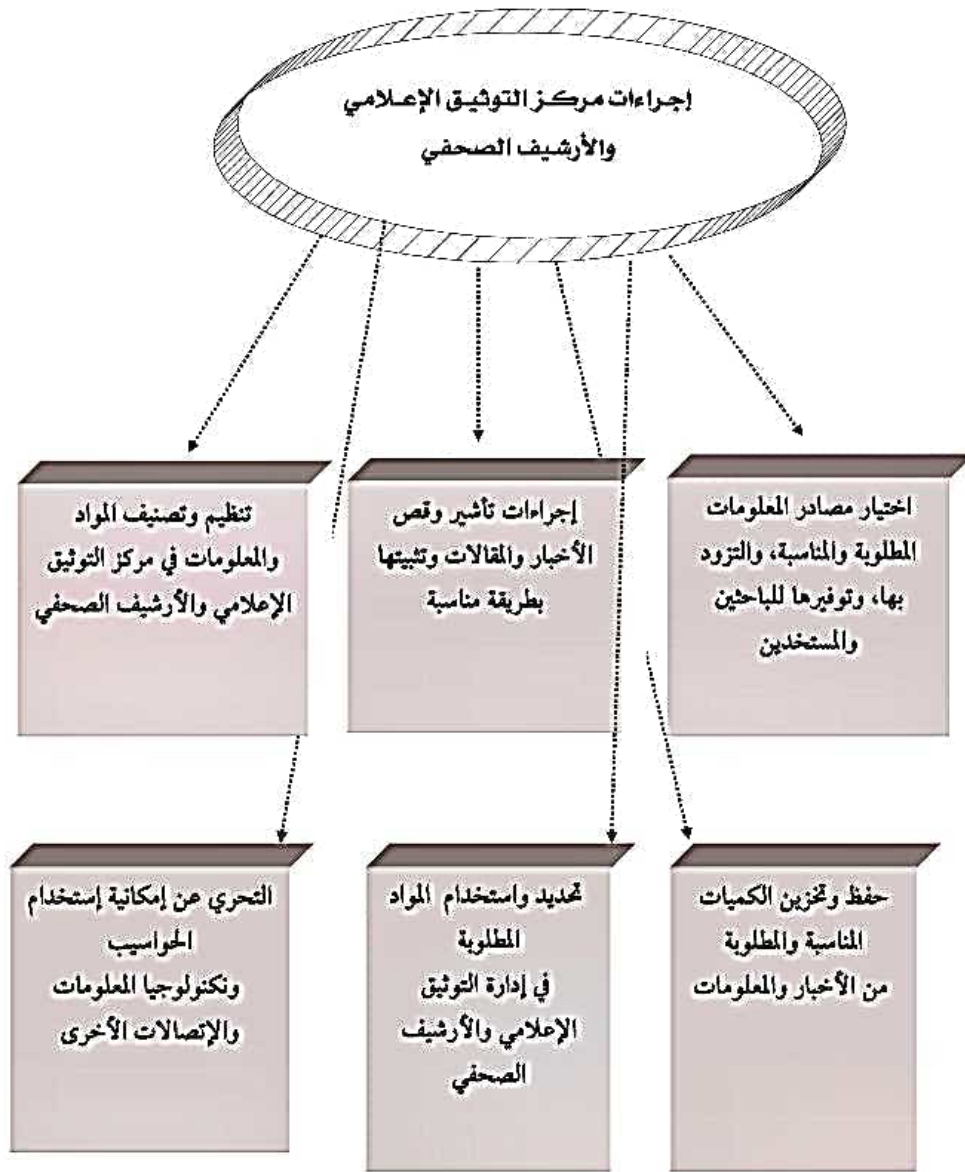 إجراءات مركز التوثيق الإعلامي
والأرشيف الصحفي
اختيار مصادر المعلومات
المطلوبة والمناسبة، والتزود
بها، وتوفيرها للباحثين
والمستخدين
إجراءات تأشير وقص
الأخبار والمقالات وتثبيتها
بطريقة مناسبة
تنظيم وتصنيف المواد
والمعلومات في مركز التوثيق
الإعلامي والأرشيف الصحفي
حفظ وتخزين الكميات
المناسبة والمطلوبة
من الأخبار والمعلومات
تحديد واستخدام المواد
المطلوبة
في إدارة التوثيق
الإعلامي والأرشيف
الصحفي
التحري عن إمكانية إستخدام
الحواسيب
وتكنولوجيا المعلومات
والإتصالات الأخرى